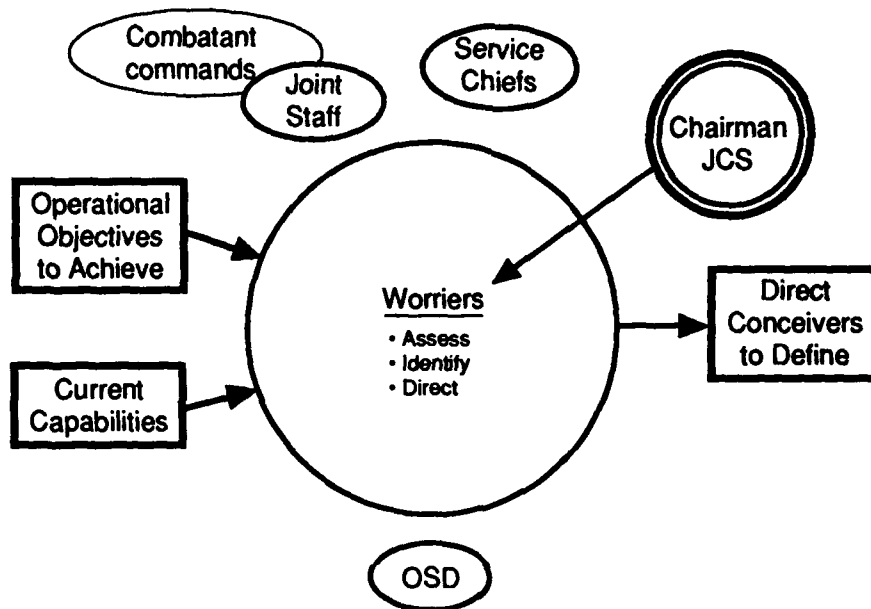 Combatant
commands
Joint
Staff
Service
Chiefs
Chairman
JCS
Operational
Objectives
to Achieve
Worriers
• Assess
• Identify
• Direct
Direct
Conceivers
to Define
Current
Capabilities
OSD